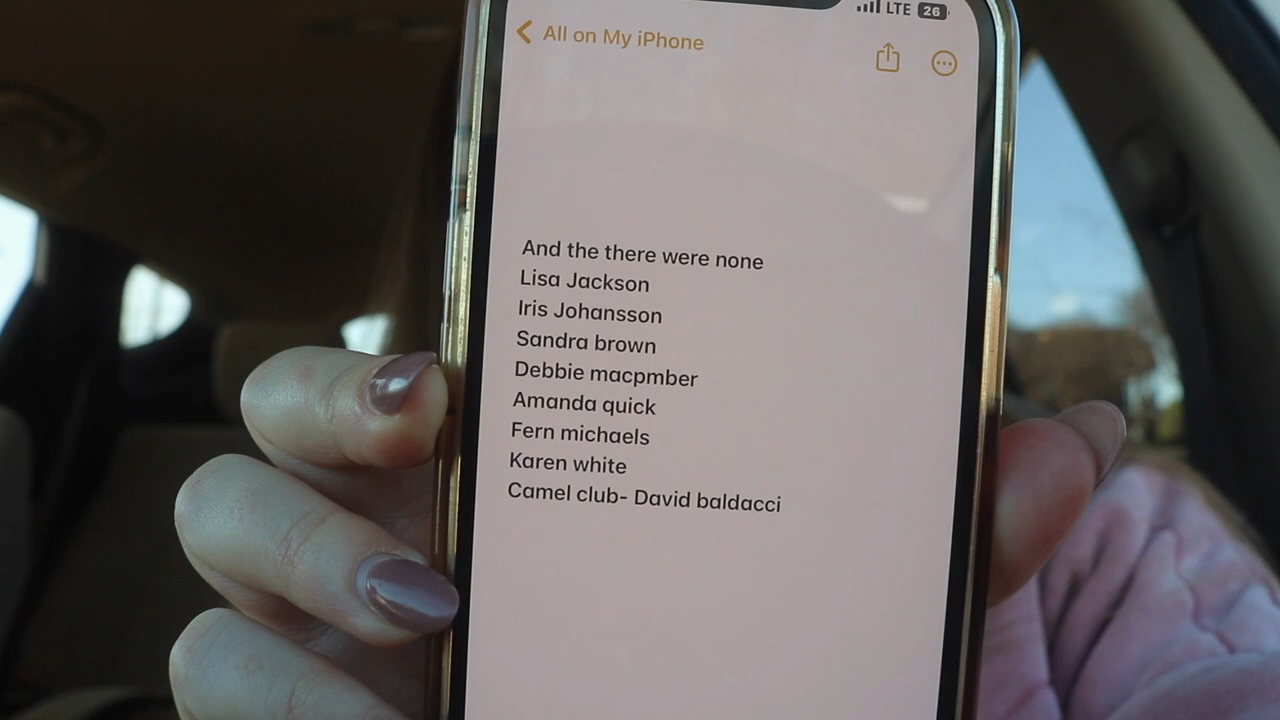 LTE 26
All on My iPhone
And the there were none
Lisa Jackson
Iris Johansson
Sandra brown
Debbie macpmber
Amanda quick
Fern michaels
Karen white
Camel club- David baldacci